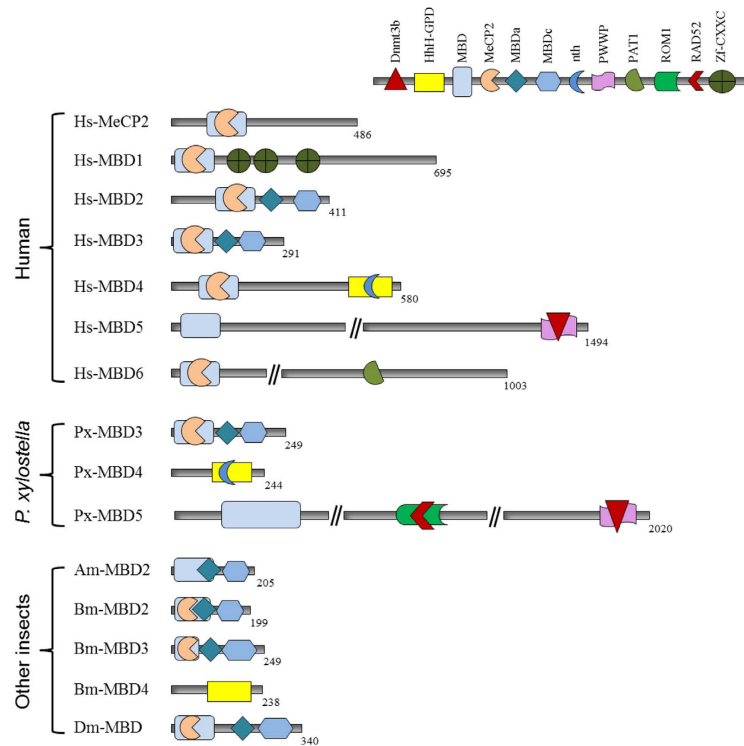 Dnmt3b
HhH-GPD
MBD
MeCP2
MBDa
MBDc
nth
PWWP
PAT1
ROM1
RAD52
Zf-CXXC
Human
Hs-MeCP2
486
Hs-MBD1
695
Hs-MBD2
411
Hs-MBD3
291
Hs-MBD4
580
Hs-MBD5
1494
Hs-MBD6
1003
P. xylostella
Px-MBD3
249
Px-MBD4
244
Px-MBD5
2020
Other insects
Am-MBD2
205
Bm-MBD2
199
Bm-MBD3
249
Bm-MBD4
238
Dm-MBD
340